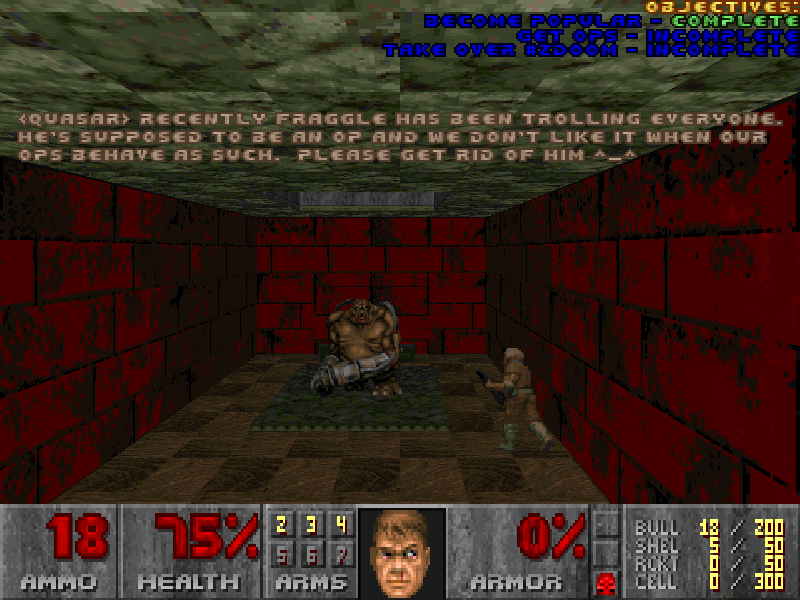 OBJECTIVES:
BECOME POPULAR - COMPLETE
GET OPS - INCOMPLETE
TAKE OVER #ZDOOM - INCOMPLETE
<QUASAR> RECENTLY FRAGGLE HAS BEEN TROLLING EVERYONE.
HE'S SUPPOSED TO BE AN OP AND WE DON'T LIKE IT WHEN OUR
OPS BEHAVE AS SUCH. PLEASE GET RID OF HIM ^_^
18 75% 2 3 4 0% BULL 18 / 200
SHEL 5 / 50
5 6 7 RCKT 0 / 50
AMMO HEALTH ARMS ARMOR CELL 0 / 300